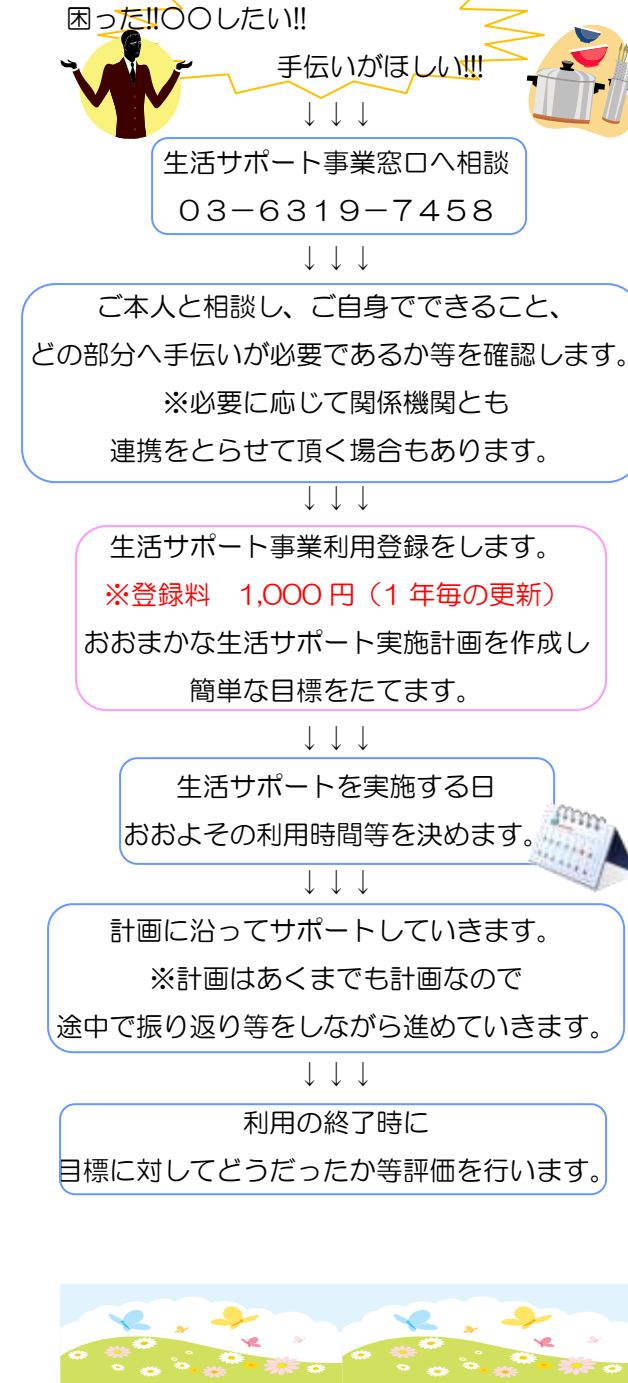 困った!!〇〇したい!!
手伝いがほしい!!!
↓↓↓
生活サポート事業窓口へ相談
０３－６３１９－７４５８
↓↓↓
ご本人と相談し、ご自身でできること、
どの部分へ手伝いが必要であるか等を確認します。
※必要に応じて関係機関とも
連携をとらせて頂く場合もあります。
↓↓↓
生活サポート事業利用登録をします。
※登録料　1,000円（1年毎の更新）
おおまかな生活サポート実施計画を作成し
簡単な目標をたてます。
↓↓↓
生活サポートを実施する日
おおよその利用時間等を決めます。
↓↓↓
計画に沿ってサポートしていきます。
※計画はあくまでも計画なので
途中で振り返り等をしながら進めていきます。
↓↓↓
利用の終了時に
目標に対してどうだったか等評価を行います。